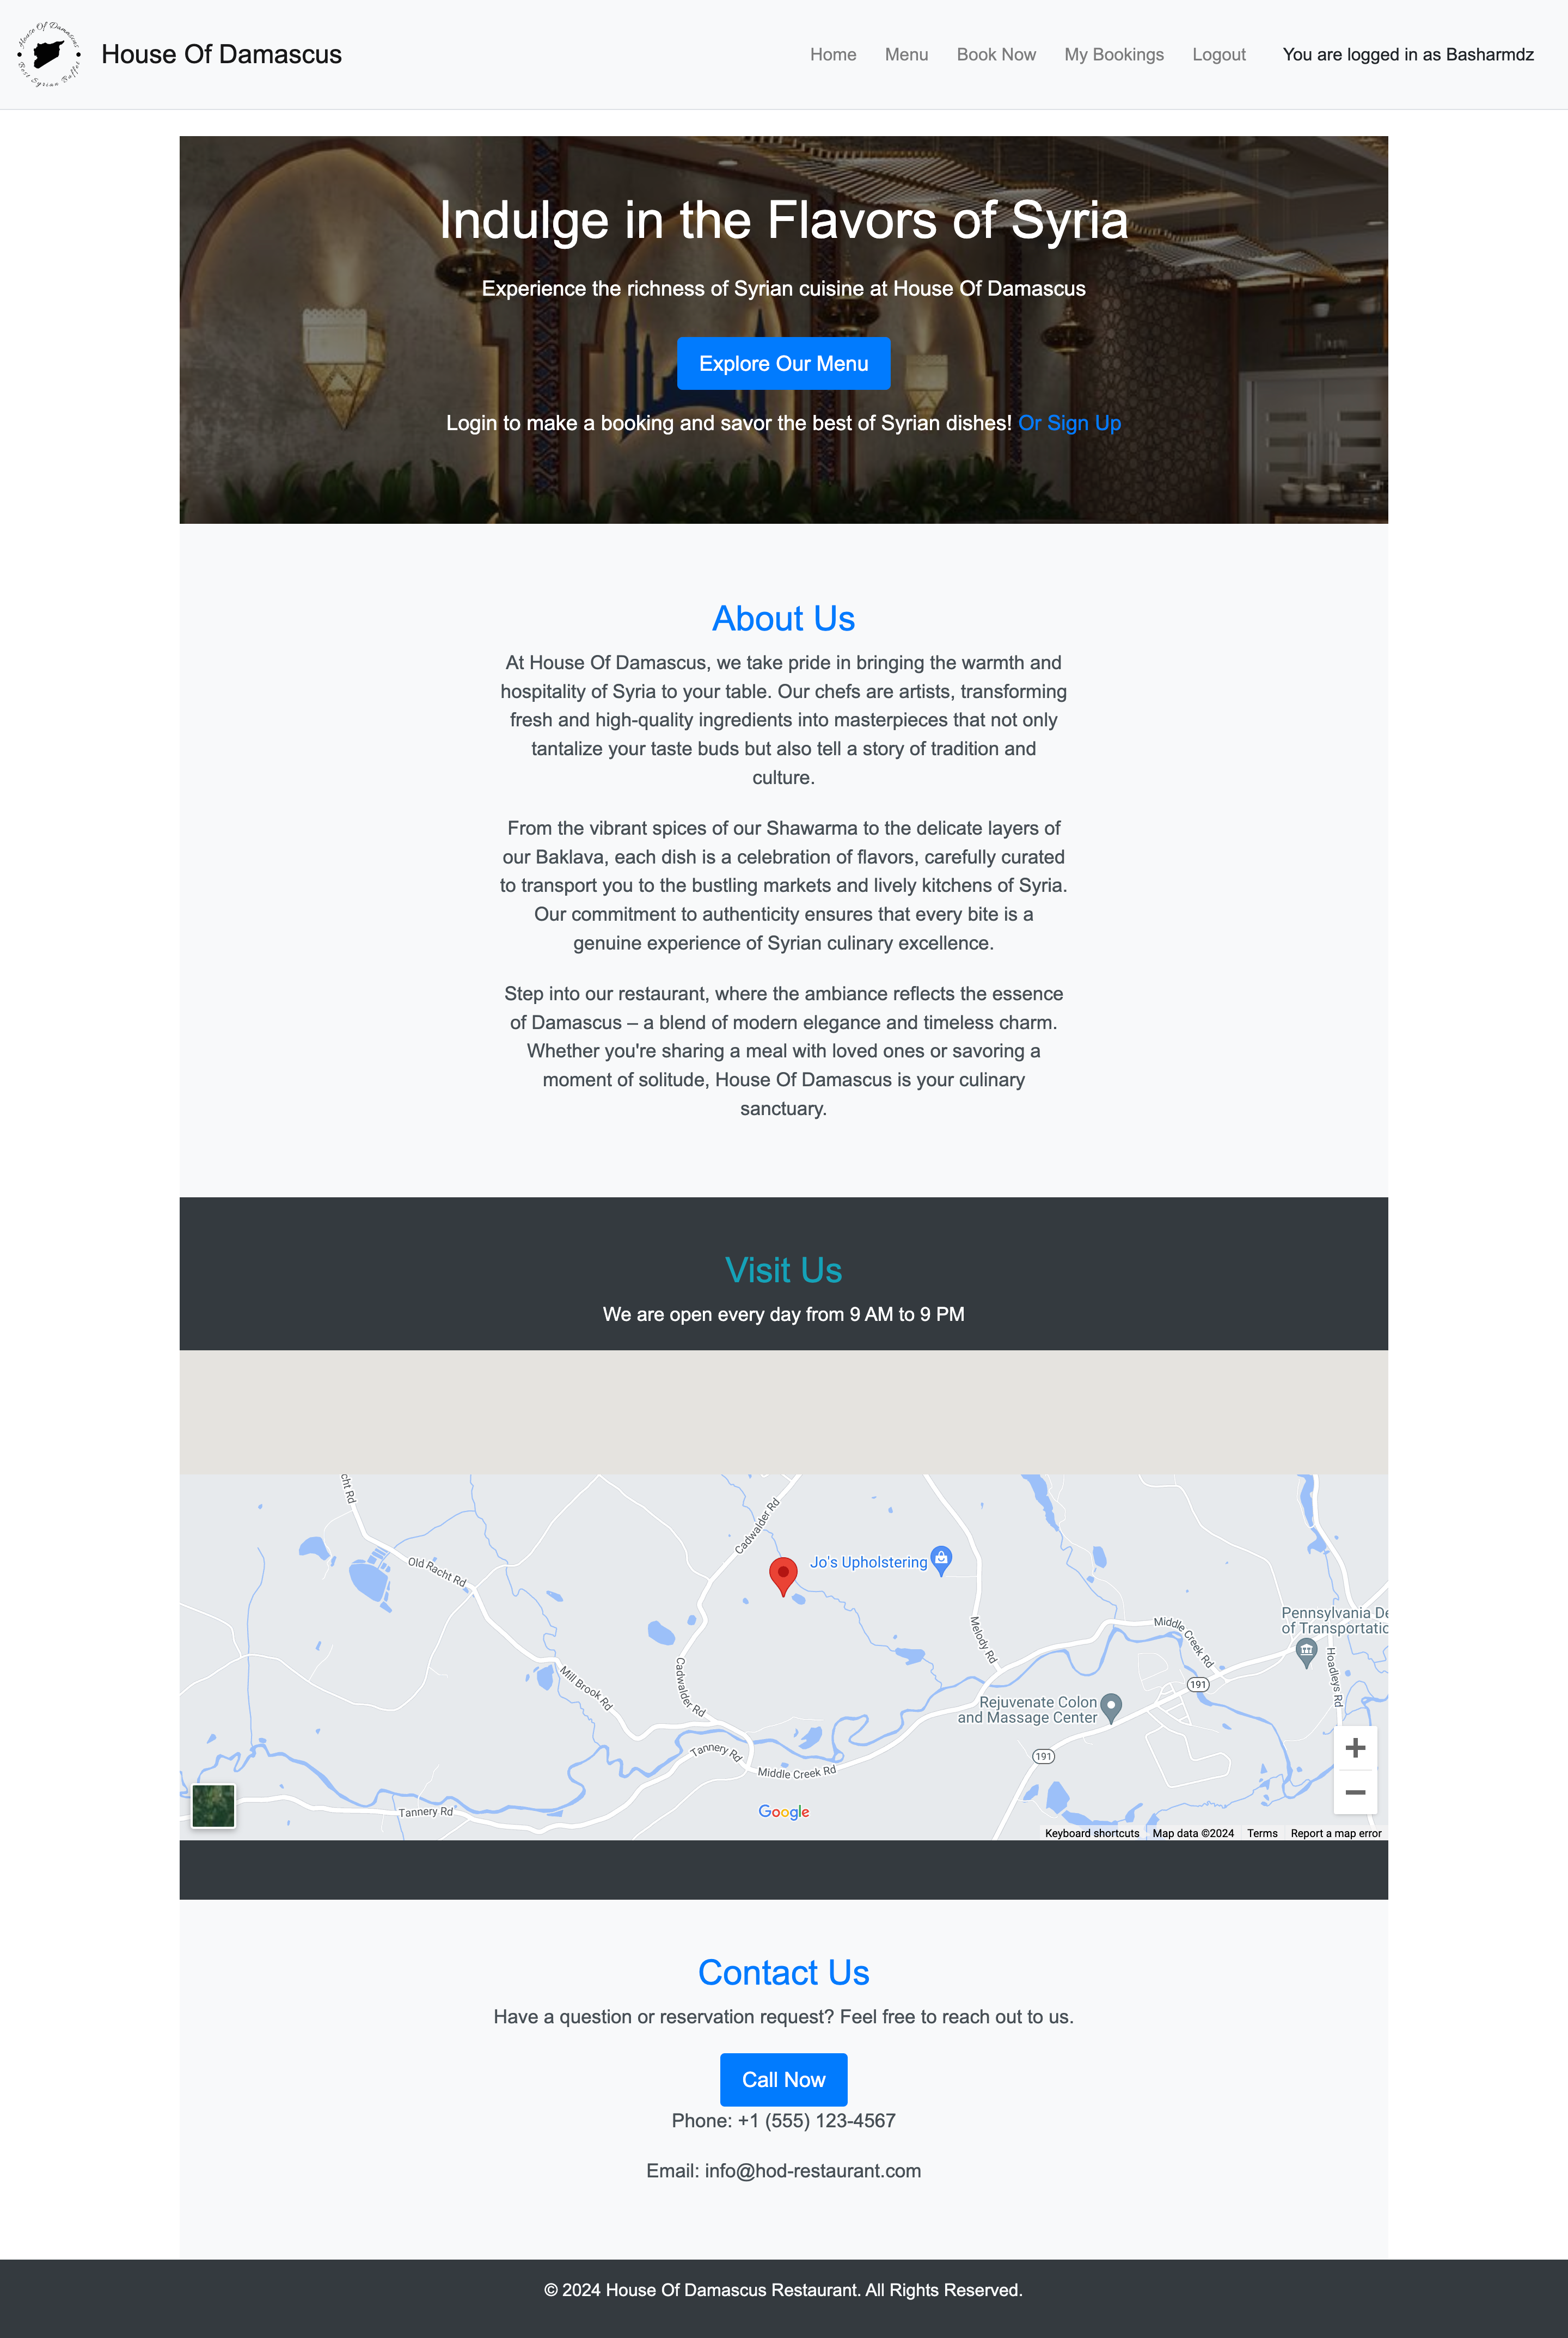 House Of Damascus
Best Syrian Buffet
House Of Damascus
Home Menu Book Now My Bookings Logout You are logged in as Basharmdz
Indulge in the Flavors of Syria
Experience the richness of Syrian cuisine at House Of Damascus
Explore Our Menu
Login to make a booking and savor the best of Syrian dishes! Or Sign Up
About Us
At House Of Damascus, we take pride in bringing the warmth and
hospitality of Syria to your table. Our chefs are artists, transforming
fresh and high-quality ingredients into masterpieces that not only
tantalize your taste buds but also tell a story of tradition and
culture.
From the vibrant spices of our Shawarma to the delicate layers of
our Baklava, each dish is a celebration of flavors, carefully curated
to transport you to the bustling markets and lively kitchens of Syria.
Our commitment to authenticity ensures that every bite is a
genuine experience of Syrian culinary excellence.
Step into our restaurant, where the ambiance reflects the essence
of Damascus – a blend of modern elegance and timeless charm.
Whether you're sharing a meal with loved ones or savoring a
moment of solitude, House Of Damascus is your culinary
sanctuary.
Visit Us
We are open every day from 9 AM to 9 PM
cht Rd
Cadwalder Rd
Old Racht Rd
Jo's Upholstering
Pennsylvania De
of Transportatio
Melody Rd
Middle Creek Rd
Hoadleys Rd
Mill Brook Rd
Cadwalder Rd
191
Rejuvenate Colon
and Massage Center
Tannery Rd
191
Middle Creek Rd
Tannery Rd
Google
Keyboard shortcuts Map data ©2024 Terms Report a map error
Contact Us
Have a question or reservation request? Feel free to reach out to us.
Call Now
Phone: +1 (555) 123-4567
Email: info@hod-restaurant.com
© 2024 House Of Damascus Restaurant. All Rights Reserved.